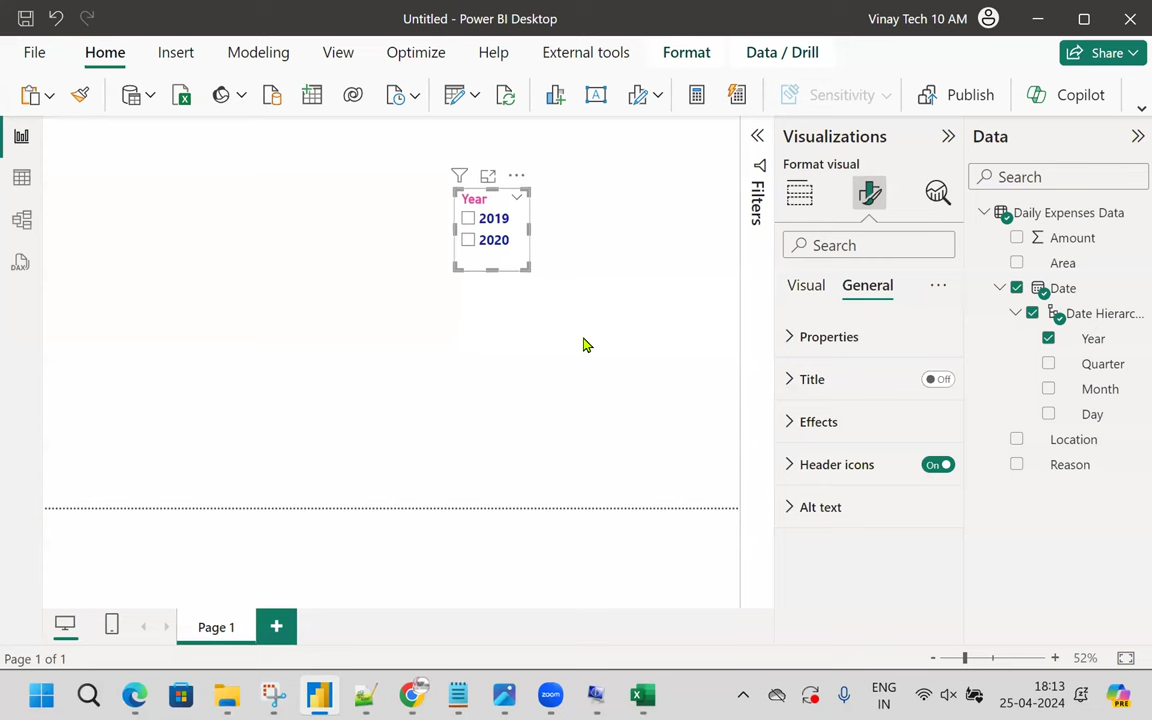 Untitled - Power BI Desktop
Vinay Tech 10 AM
File
Home
Insert
Modeling
View
Optimize
Help
External tools
Format
Data / Drill
Share
Sensitivity
Publish
Copilot
Year
2019
2020
Filters
Visualizations
Format visual
Search
Visual
General
...
Properties
Title
Off
Effects
Header icons
On
Alt text
Data
Search
Daily Expenses Data
Σ Amount
Area
Date
Date Hierarc...
Year
Quarter
Month
Day
Location
Reason
Page 1
Page 1 of 1
- + 52%
zoom
ENG
IN
18:13
25-04-2024
PRE